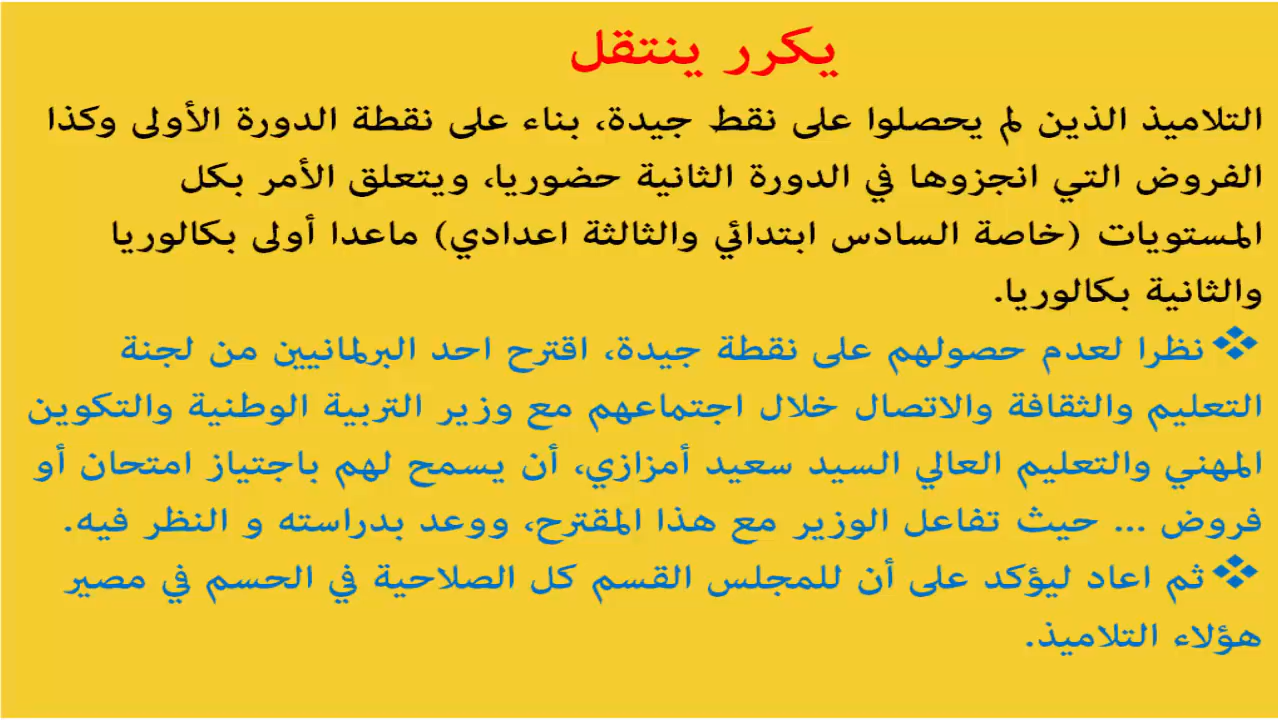 يكرر ينتقل
التلاميذ الذين لم يحصلوا على نقط جيدة، بناء على نقطة الدورة الأولى وكذا
الفروض التي انجزوها في الدورة الثانية حضوريا، ويتعلق الأمر بكل
المستويات (خاصة السادس ابتدائي والثالثة اعدادي) ماعدا أولى بكالوريا
والثانية بكالوريا.
❖نظرا لعدم حصولهم على نقطة جيدة، اقترح احد البرلمانيين من لجنة
التعليم والثقافة والاتصال خلال اجتماعهم مع وزير التربية الوطنية والتكوين
المهني والتعليم العالي السيد سعيد أمزازي، أن يسمح لهم باجتياز امتحان أو
فروض ... حيث تفاعل الوزير مع هذا المقترح، ووعد بدراسته و النظر فيه.
❖ثم اعاد ليؤكد على أن للمجلس القسم كل الصلاحية في الحسم في مصير
هؤلاء التلاميذ.